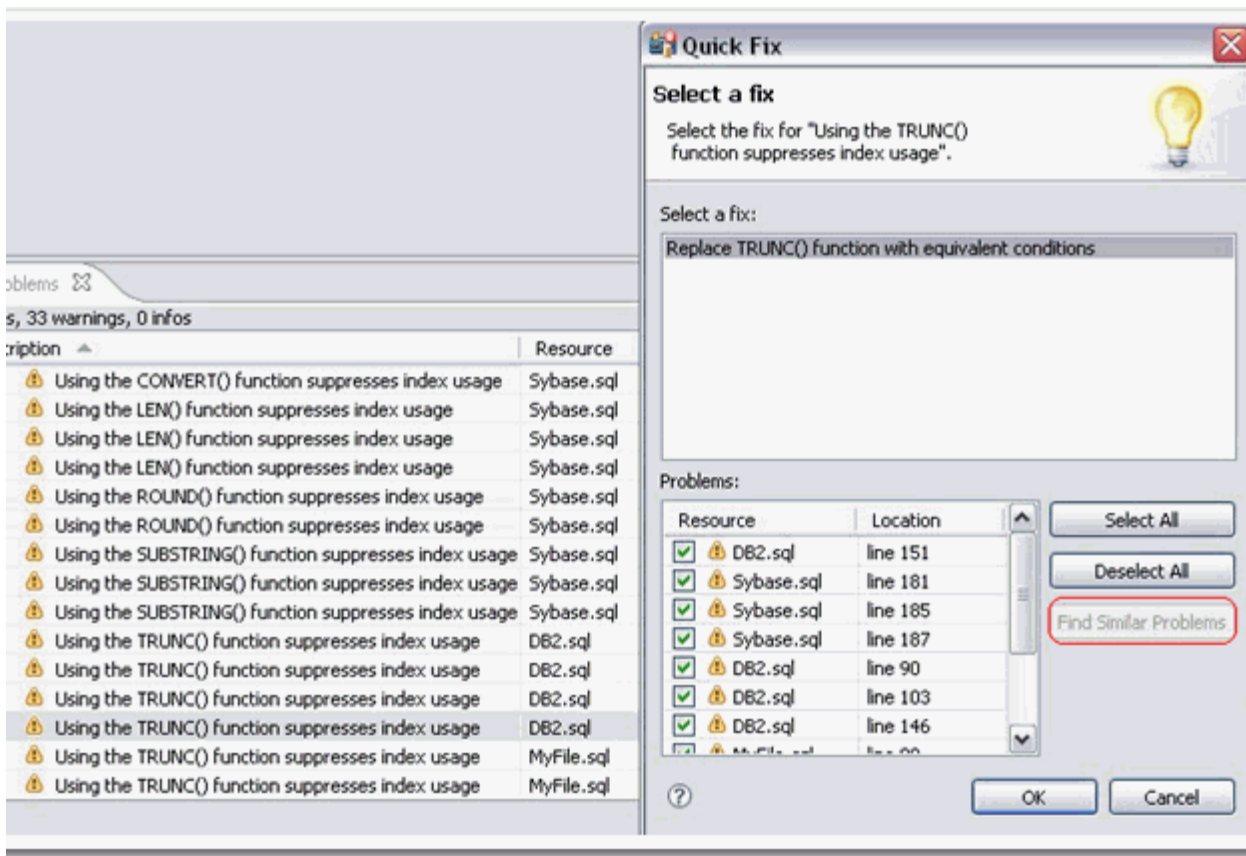 oblems
s, 33 warnings, 0 infos
cription Resource
Using the CONVERT() function suppresses index usage Sybase.sql
Using the LEN() function suppresses index usage Sybase.sql
Using the LEN() function suppresses index usage Sybase.sql
Using the LEN() function suppresses index usage Sybase.sql
Using the ROUND() function suppresses index usage Sybase.sql
Using the ROUND() function suppresses index usage Sybase.sql
Using the SUBSTRING() function suppresses index usage Sybase.sql
Using the SUBSTRING() function suppresses index usage Sybase.sql
Using the SUBSTRING() function suppresses index usage Sybase.sql
Using the TRUNC() function suppresses index usage DB2.sql
Using the TRUNC() function suppresses index usage DB2.sql
Using the TRUNC() function suppresses index usage DB2.sql
Using the TRUNC() function suppresses index usage DB2.sql
Using the TRUNC() function suppresses index usage MyFile.sql
Using the TRUNC() function suppresses index usage MyFile.sql
Quick Fix
Select a fix
Select the fix for "Using the TRUNC()
function suppresses index usage".
Select a fix:
Replace TRUNC() function with equivalent conditions
Problems:
Resource Location
DB2.sql line 151
Sybase.sql line 181
Sybase.sql line 185
Sybase.sql line 187
DB2.sql line 90
DB2.sql line 103
DB2.sql line 146
Select All
Deselect All
Find Similar Problems
OK Cancel